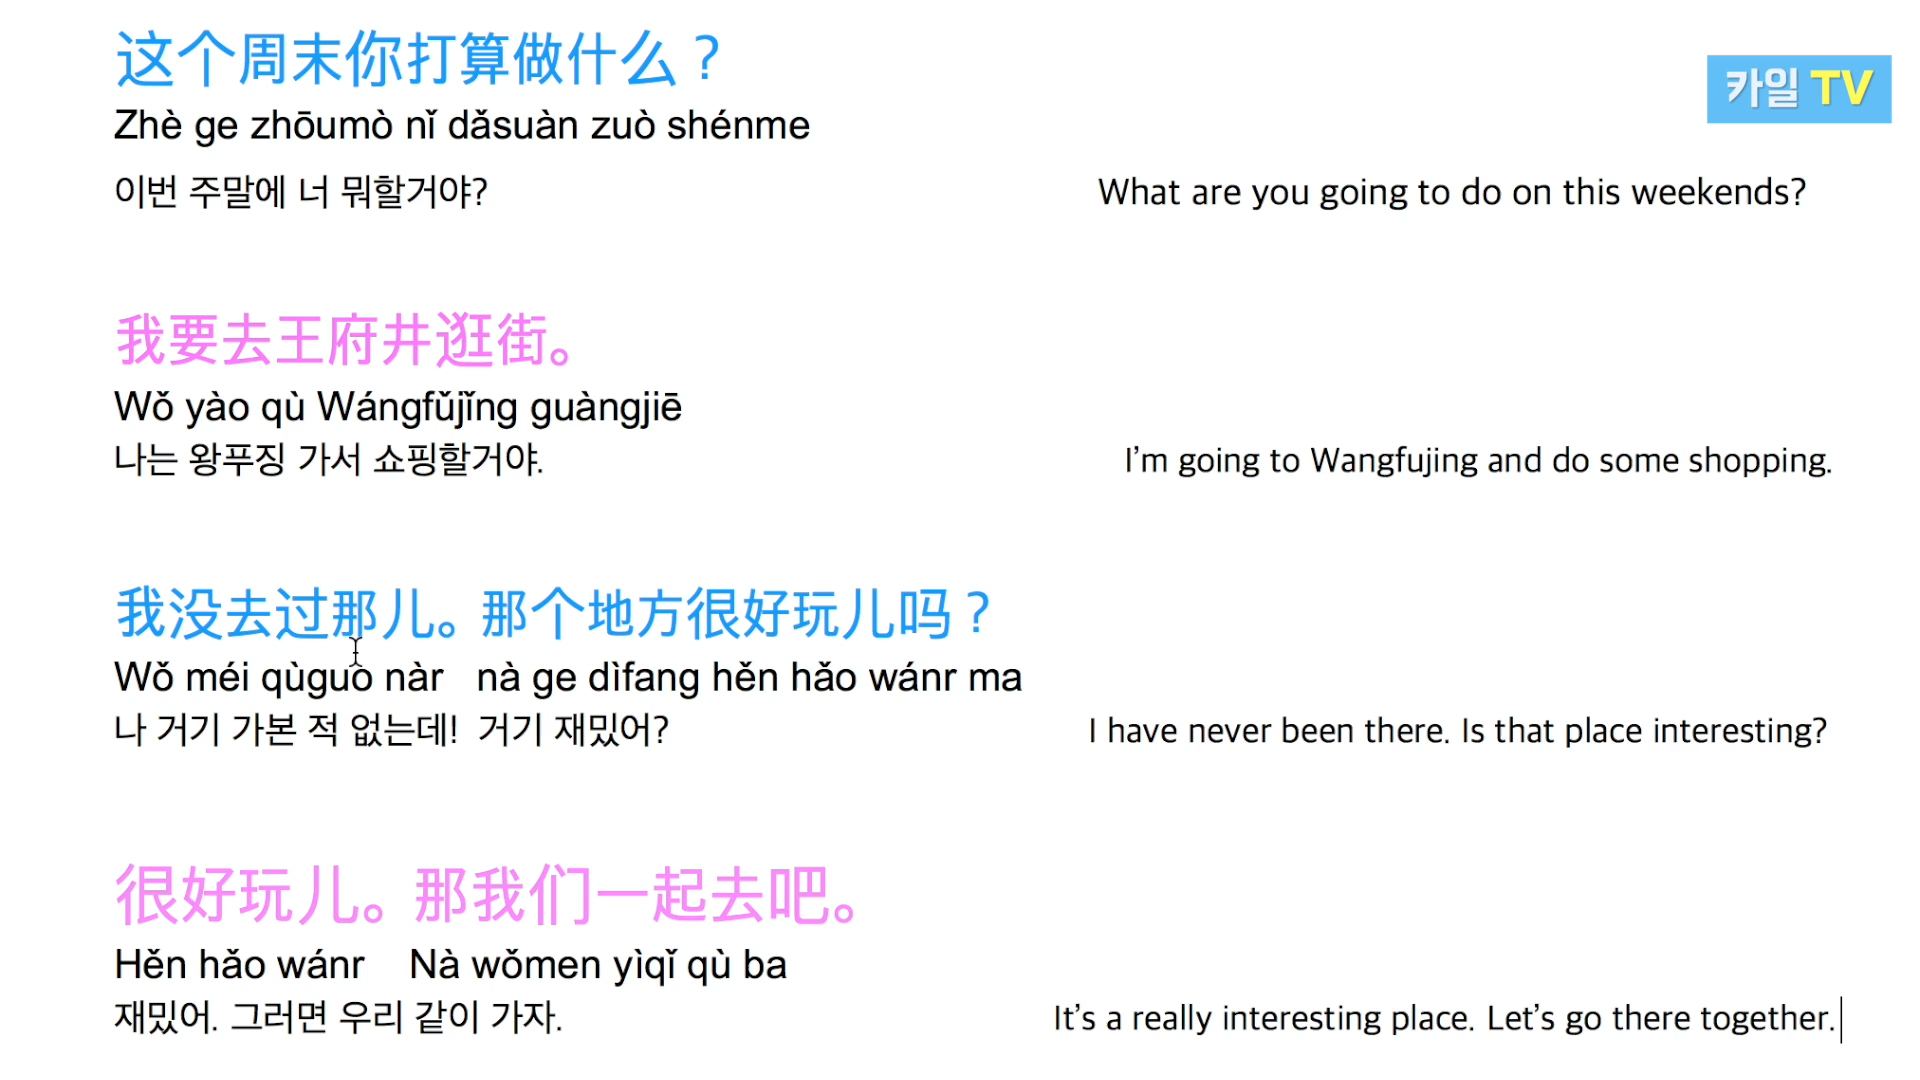 这个周末你打算做什么？
카일 TV
Zhè ge zhōumò nǐ dǎsuàn zuò shénme
이번 주말에 너 뭐할거야?
What are you going to do on this weekends?
我要去王府井逛街。
Wǒ yào qù Wángfǔjǐng guàngjiē
나는 왕푸징 가서 쇼핑할거야.
I’m going to Wangfujing and do some shopping.
我没去过那儿。那个地方很好玩儿吗？
Wǒ méi qùguo nàr nà ge dìfang hěn hǎo wánr ma
나 거기 가본 적 없는데! 거기 재밌어?
I have never been there. Is that place interesting?
很好玩儿。那我们一起去吧。
Hěn hǎo wánr Nà wǒmen yìqǐ qù ba
재밌어. 그러면 우리 같이 가자.
It’s a really interesting place. Let’s go there together.